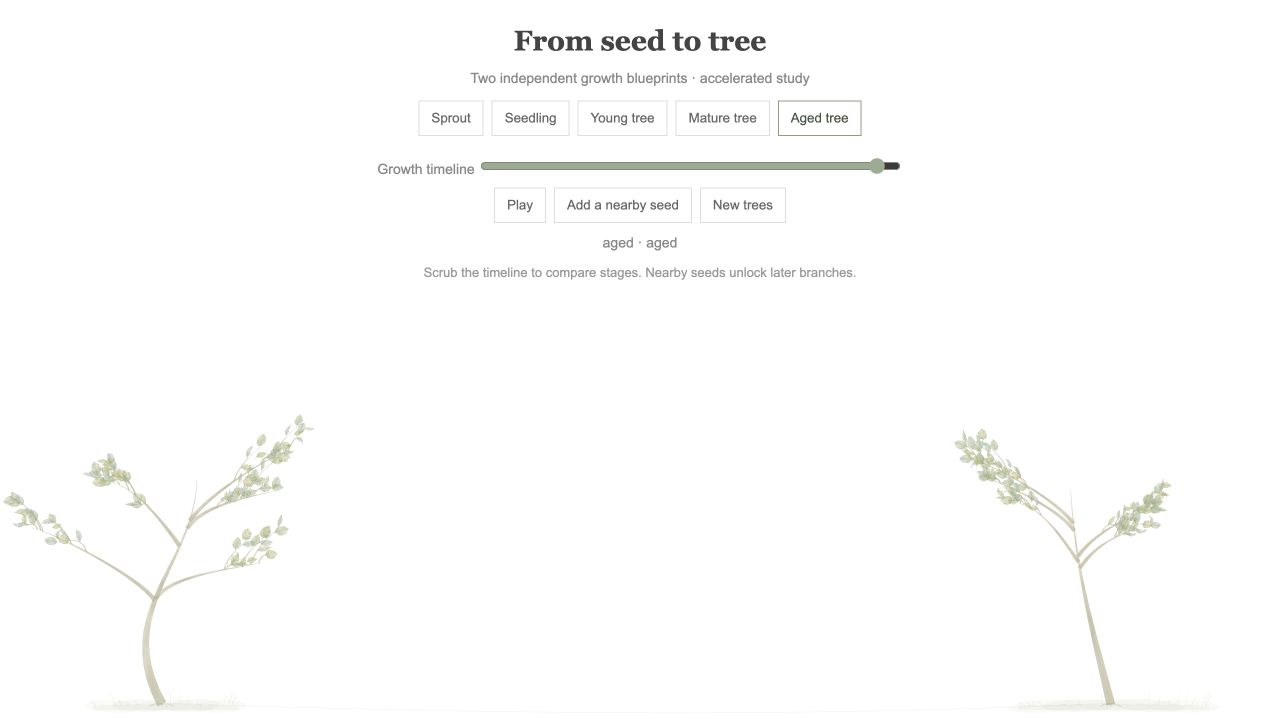 From seed to tree
Two independent growth blueprints · accelerated study
Sprout Seedling Young tree Mature tree Aged tree
Growth timeline
Play Add a nearby seed New trees
aged · aged
Scrub the timeline to compare stages. Nearby seeds unlock later branches.